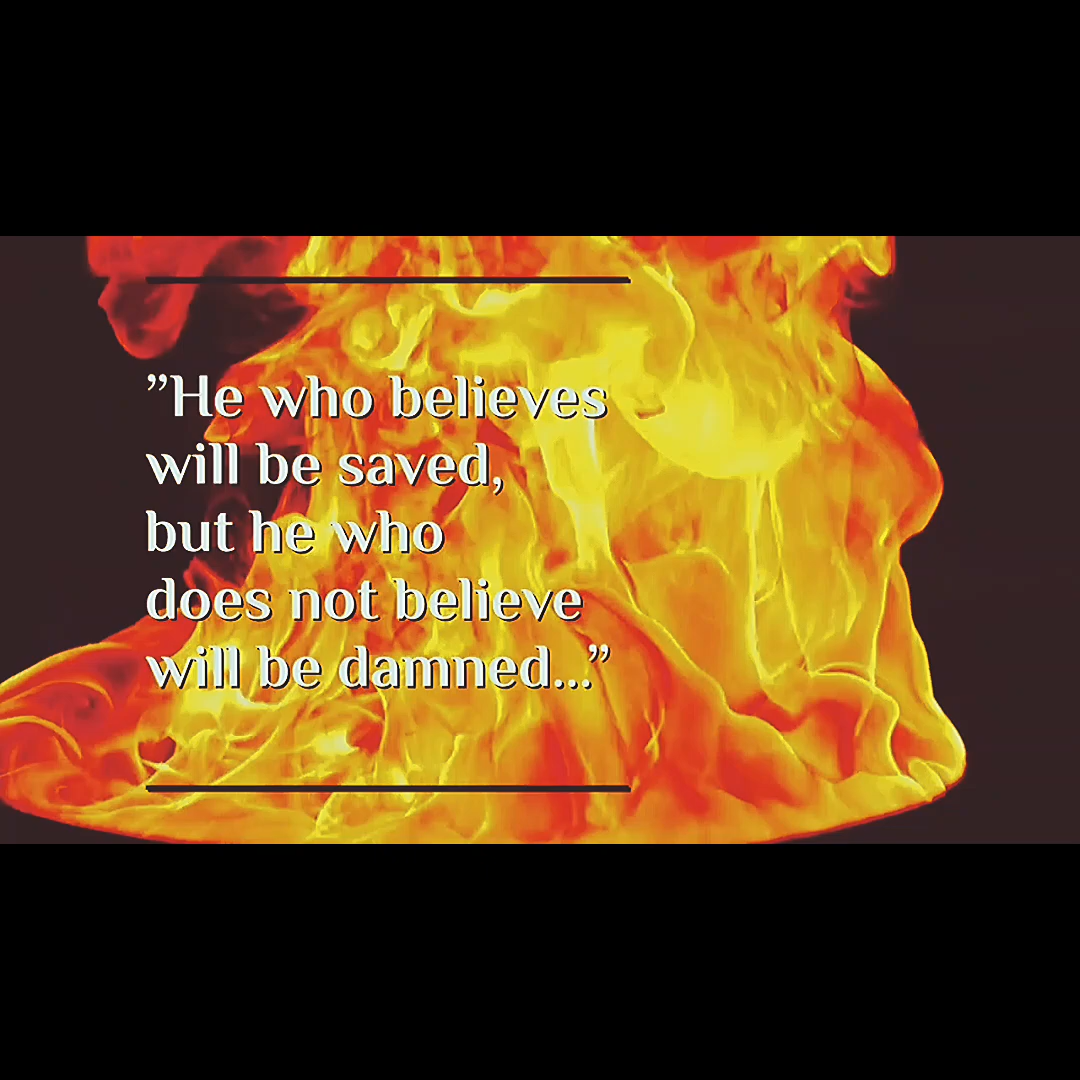 ”He who believes
will be saved,
but he who
does not believe
will be damned...”